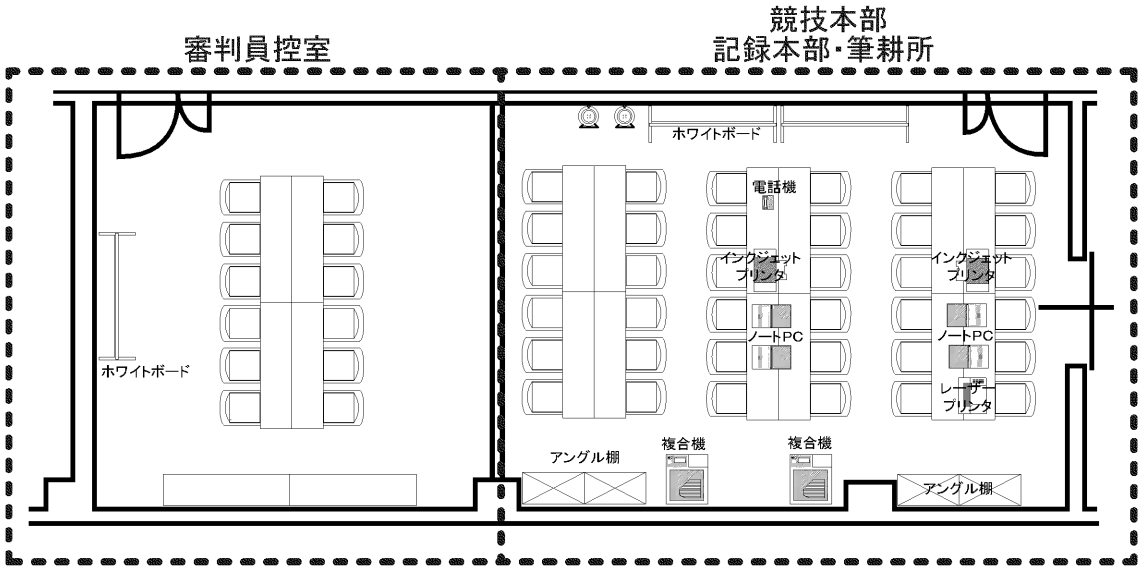 審判員控室
競技本部
記録本部・筆耕所
ホワイトボード
電話機
インクジェット
プリンタ
インクジェット
プリンタ
ノートPC
ノートPC
ホワイトボード
レーザー
プリンタ
アングル棚
複合機
複合機
アングル棚